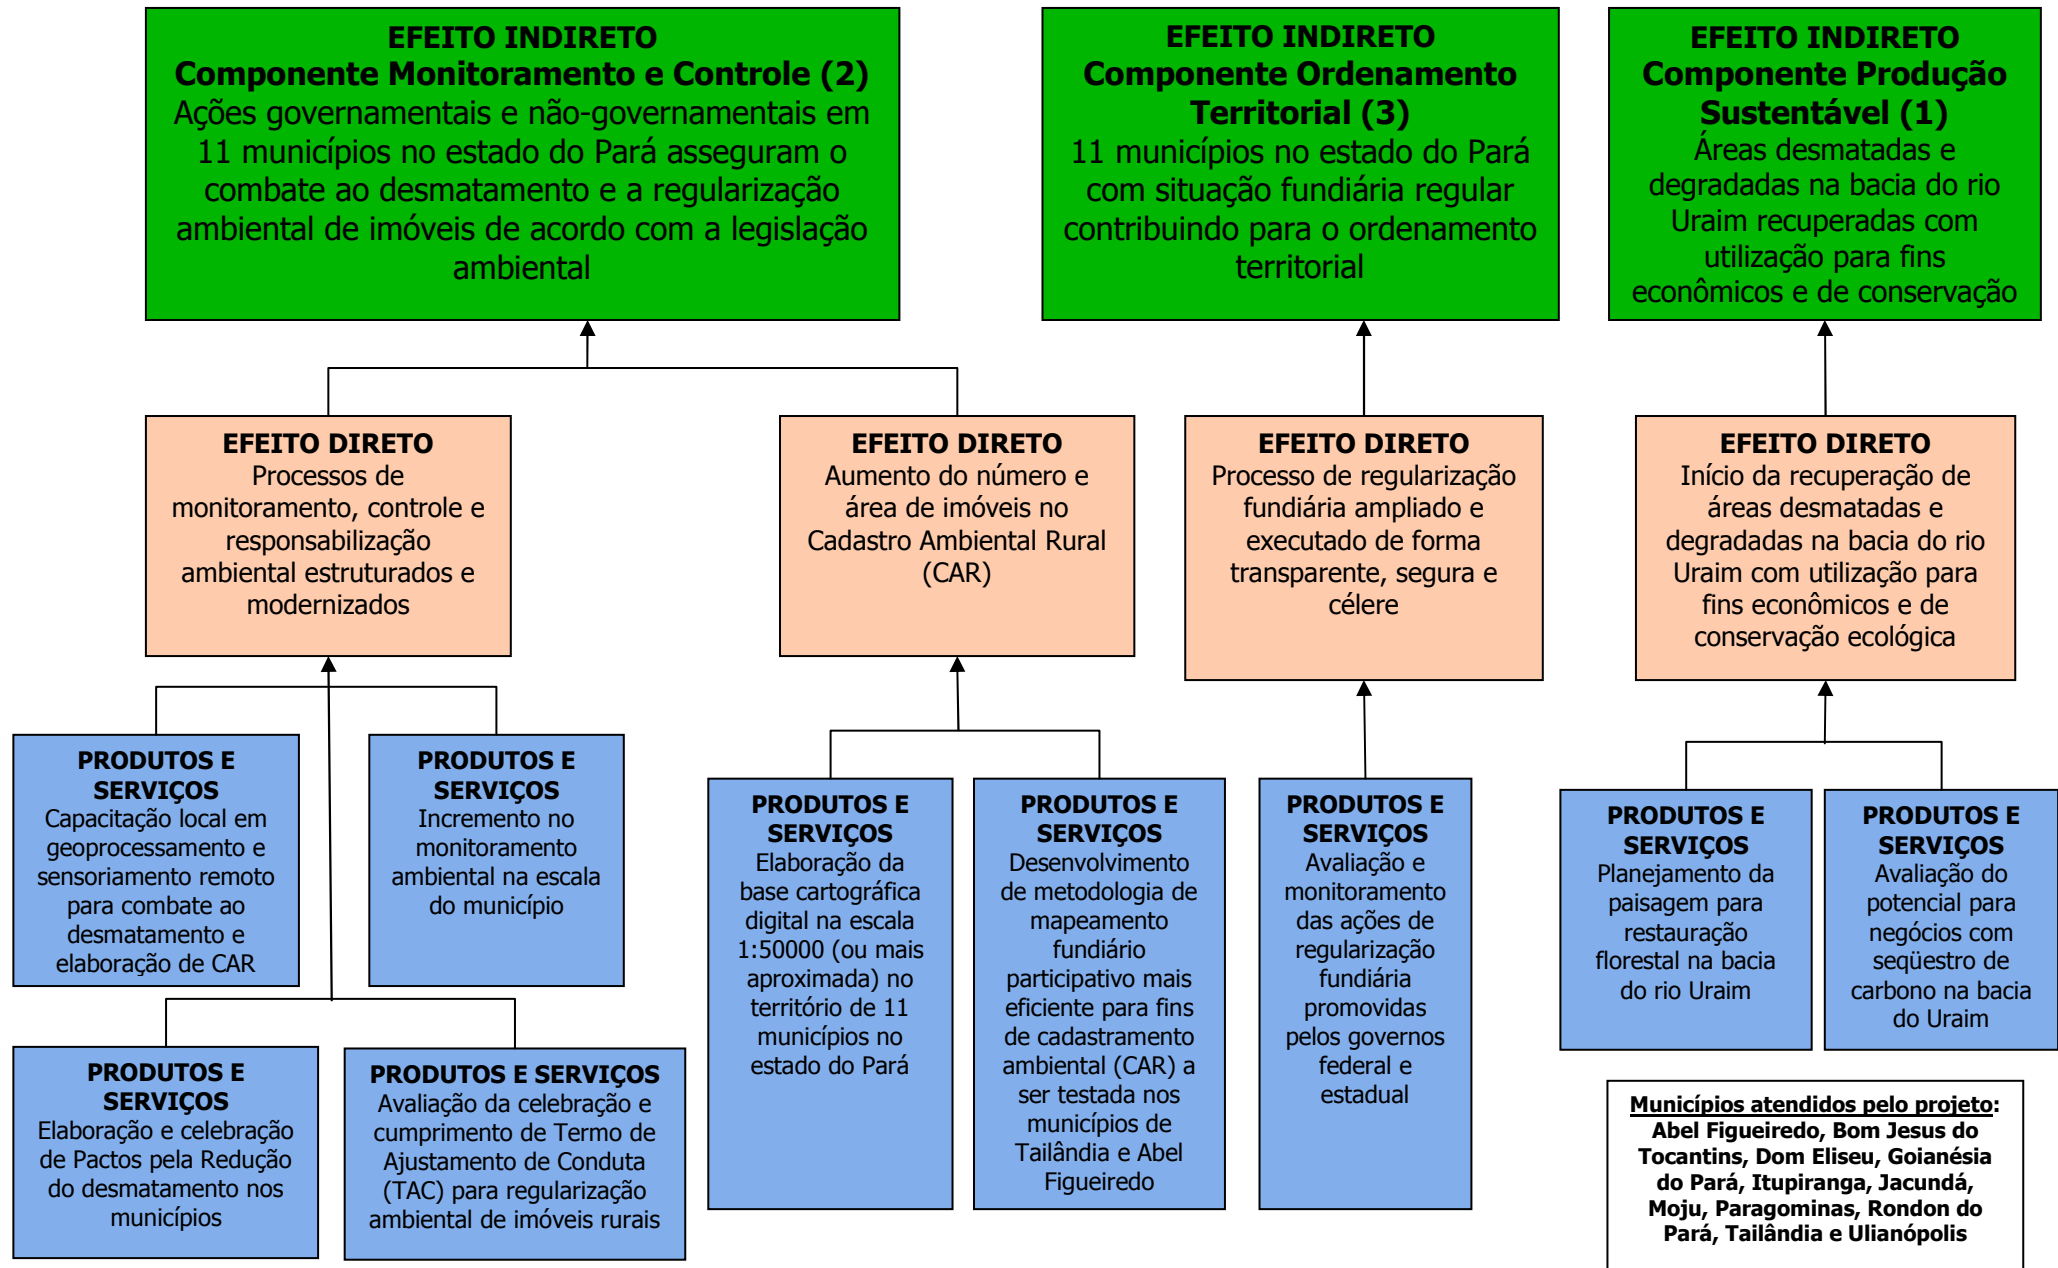 EFEITO INDIRETO
Componente Monitoramento e Controle (2)
Ações governamentais e não-governamentais em
11 municípios no estado do Pará asseguram o
combate ao desmatamento e a regularização
ambiental de imóveis de acordo com a legislação
ambiental
EFEITO INDIRETO
Componente Ordenamento
Territorial (3)
11 municípios no estado do Pará
com situação fundiária regular
contribuindo para o ordenamento
territorial
EFEITO INDIRETO
Componente Produção
Sustentável (1)
Áreas desmatadas e
degradadas na bacia do rio
Uraim recuperadas com
utilização para fins
econômicos e de conservação
EFEITO DIRETO
Processos de
monitoramento, controle e
responsabilização
ambiental estruturados e
modernizados
EFEITO DIRETO
Aumento do número e
área de imóveis no
Cadastro Ambiental Rural
(CAR)
EFEITO DIRETO
Processo de regularização
fundiária ampliado e
executado de forma
transparente, segura e
célere
EFEITO DIRETO
Início da recuperação de
áreas desmatadas e
degradadas na bacia do rio
Uraim com utilização para
fins econômicos e de
conservação ecológica
PRODUTOS E
SERVIÇOS
Capacitação local em
geoprocessamento e
sensoriamento remoto
para combate ao
desmatamento e
elaboração de CAR
PRODUTOS E
SERVIÇOS
Incremento no
monitoramento
ambiental na escala
do município
PRODUTOS E
SERVIÇOS
Elaboração e celebração
de Pactos pela Redução
do desmatamento nos
municípios
PRODUTOS E SERVIÇOS
Avaliação da celebração e
cumprimento de Termo de
Ajustamento de Conduta
(TAC) para regularização
ambiental de imóveis rurais
PRODUTOS E
SERVIÇOS
Elaboração da
base cartográfica
digital na escala
1:50000 (ou mais
aproximada) no
território de 11
municípios no
estado do Pará
PRODUTOS E
SERVIÇOS
Desenvolvimento
de metodologia de
mapeamento
fundiário
participativo mais
eficiente para fins
de cadastramento
ambiental (CAR) a
ser testada nos
municípios de
Tailândia e Abel
Figueiredo
PRODUTOS E
SERVIÇOS
Avaliação e
monitoramento
das ações de
regularização
fundiária
promovidas
pelos governos
federal e
estadual
PRODUTOS E
SERVIÇOS
Planejamento da
paisagem para
restauração
florestal na bacia
do rio Uraim
PRODUTOS E
SERVIÇOS
Avaliação do
potencial para
negócios com
seqüestro de
carbono na bacia
do Uraim
Municípios atendidos pelo projeto:
Abel Figueiredo, Bom Jesus do
Tocantins, Dom Eliseu, Goianésia
do Pará, Itupiranga, Jacundá,
Moju, Paragominas, Rondon do
Pará, Tailândia e Ulianópolis